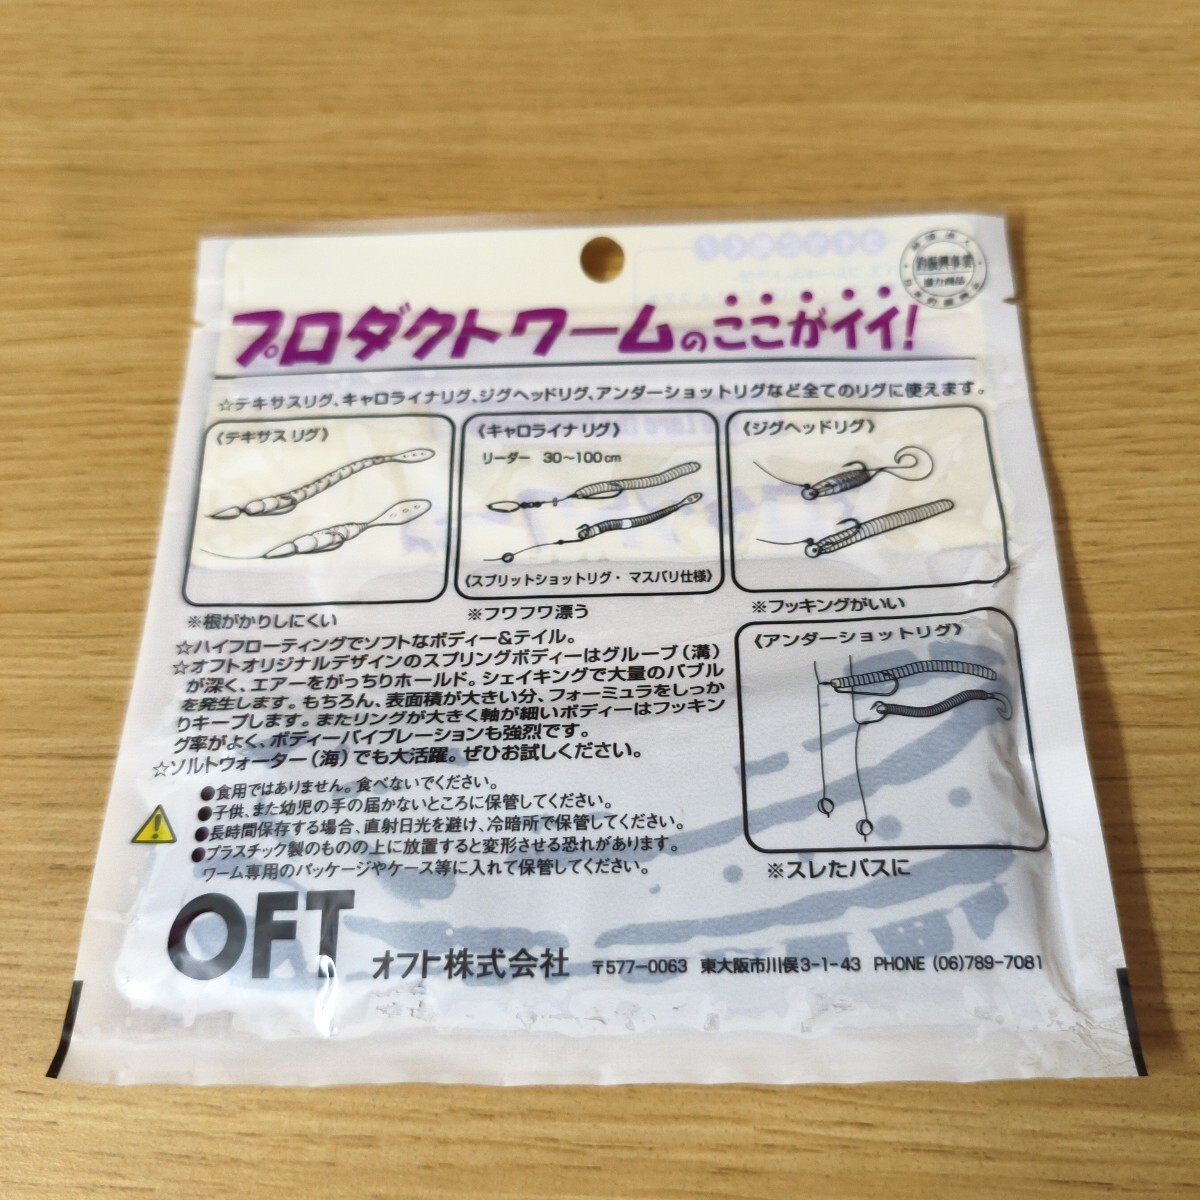 プロダクトワームのここがイイ!
釣振興事業
協力商品
☆テキサスリグ、キャロライナリグ、ジグヘッドリグ、アンダーショットリグなど全てのリグに使えます。
《テキサスリグ》
※根がかりしにくい
《キャロライナリグ》
リーダー 30〜100cm
《スプリットショットリグ・マスバリ仕様》
※フワフワ漂う
《ジグヘッドリグ》
※フッキングがいい
《アンダーショットリグ》
※スレたバスに
☆ハイフローティングでソフトなボディー&テイル。
☆オフトオリジナルデザインのスプリングボディーはグルーブ(溝)
が深く、エアーをがっちりホールド。シェイキングで大量のバブル
を発生します。もちろん、表面積が大きい分、フォーミュラをしっか
りキープします。またリングが大きく軸が細いボディーはフッキン
グ率がよく、ボディーバイブレーションも強烈です。
☆ソルトウォーター(海)でも大活躍。ぜひお試しください。
●食用ではありません。食べないでください。
●子供、また幼児の手の届かないところに保管してください。
●長時間保存する場合、直射日光を避け、冷暗所で保管してください。
●プラスチック製のものの上に放置すると変形させる恐れがあります。
ワーム専用のパッケージやケース等に入れて保管してください。
OFT オフト株式会社 〒577-0063 東大阪市川俣3-1-43 PHONE (06)789-7081